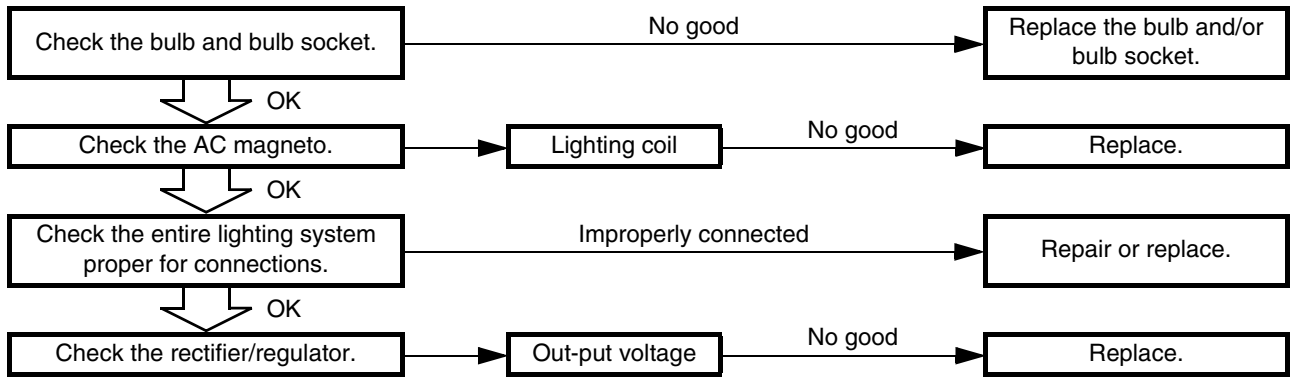 Check the bulb and bulb socket.
No good
Replace the bulb and/or
bulb socket.
OK
Check the AC magneto.
Lighting coil
No good
Replace.
OK
Check the entire lighting system
proper for connections.
Improperly connected
Repair or replace.
OK
Check the rectifier/regulator.
Out-put voltage
No good
Replace.